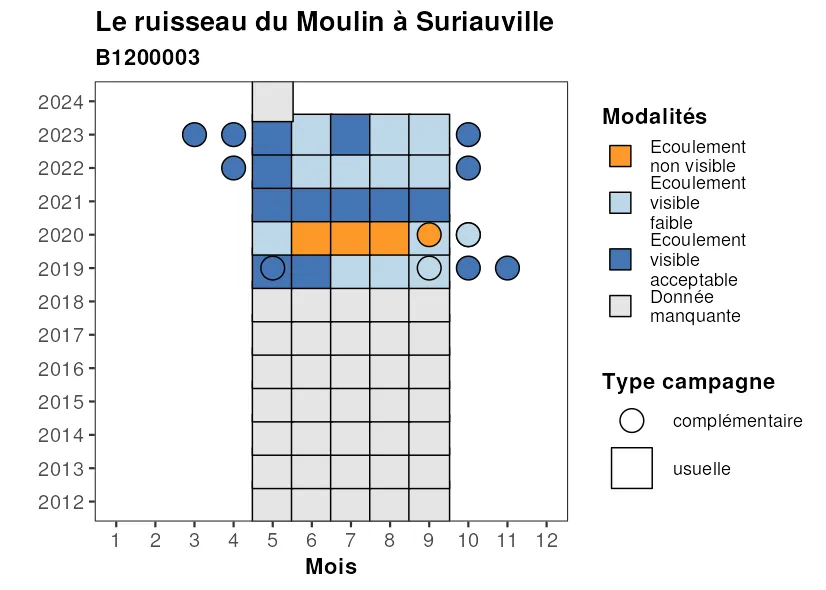 Le ruisseau du Moulin à Suriauville
B1200003
2024
2023
2022
2021
2020
2019
2018
2017
2016
2015
2014
2013
2012
1 2 3 4 5 6 7 8 9 10 11 12
Mois
Modalités
Ecoulement
non visible
Ecoulement
visible
faible
Ecoulement
visible
acceptable
Donnée
manquante
Type campagne
complémentaire
usuelle